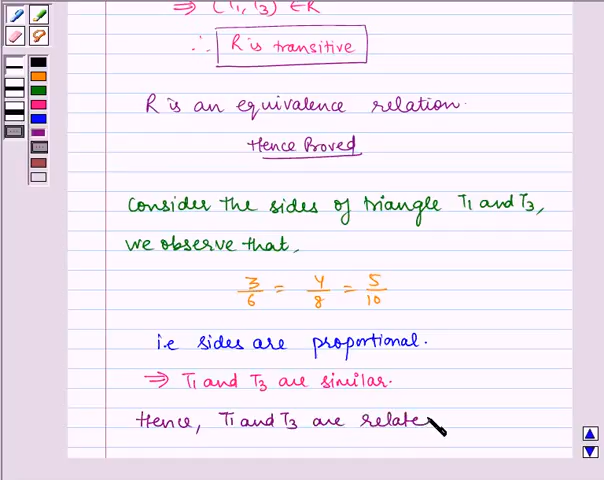 ⇒ (T₁, T₃) ∈ R
∴ R is transitive
R is an equivalence relation.
Hence Proved
Consider the sides of triangle T₁ and T₃,
we observe that,
3/6 = 4/8 = 5/10
i.e sides are proportional.
⇒ T₁ and T₃ are similar.
Hence, T₁ and T₃ are relate